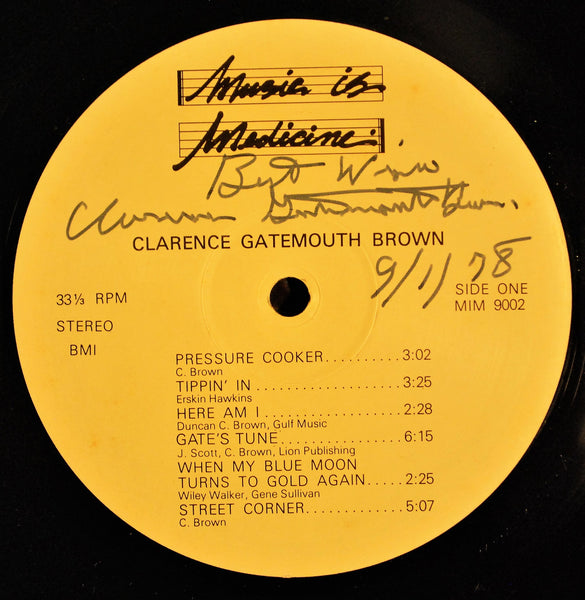 Music is
Medicine
Best Wishes
Clarence Gatemouth Brown
CLARENCE GATEMOUTH BROWN
9/1/78
33⅓ RPM
SIDE ONE
STEREO
MIM 9002
BMI
PRESSURE COOKER..........3:02
C. Brown
TIPPIN' IN..................3:25
Erskin Hawkins
HERE AM I..................2:28
Duncan C. Brown, Gulf Music
GATE'S TUNE...............6:15
J. Scott, C. Brown, Lion Publishing
WHEN MY BLUE MOON
TURNS TO GOLD AGAIN.....2:25
Wiley Walker, Gene Sullivan
STREET CORNER............5:07
C. Brown